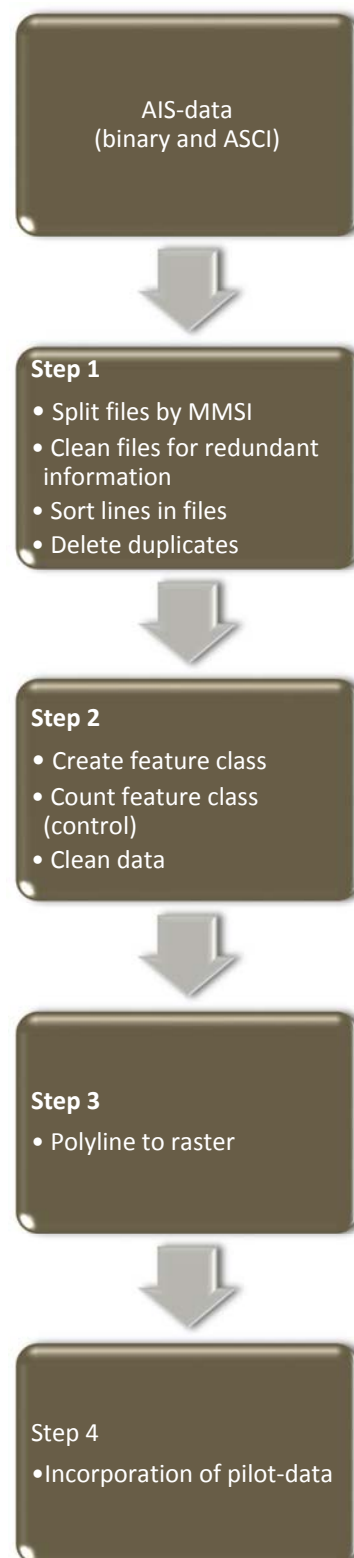 AIS-data
(binary and ASCI)
Step 1
• Split files by MMSI
• Clean files for redundant
information
• Sort lines in files
• Delete duplicates
Step 2
• Create feature class
• Count feature class
(control)
• Clean data
Step 3
• Polyline to raster
Step 4
•Incorporation of pilot-data